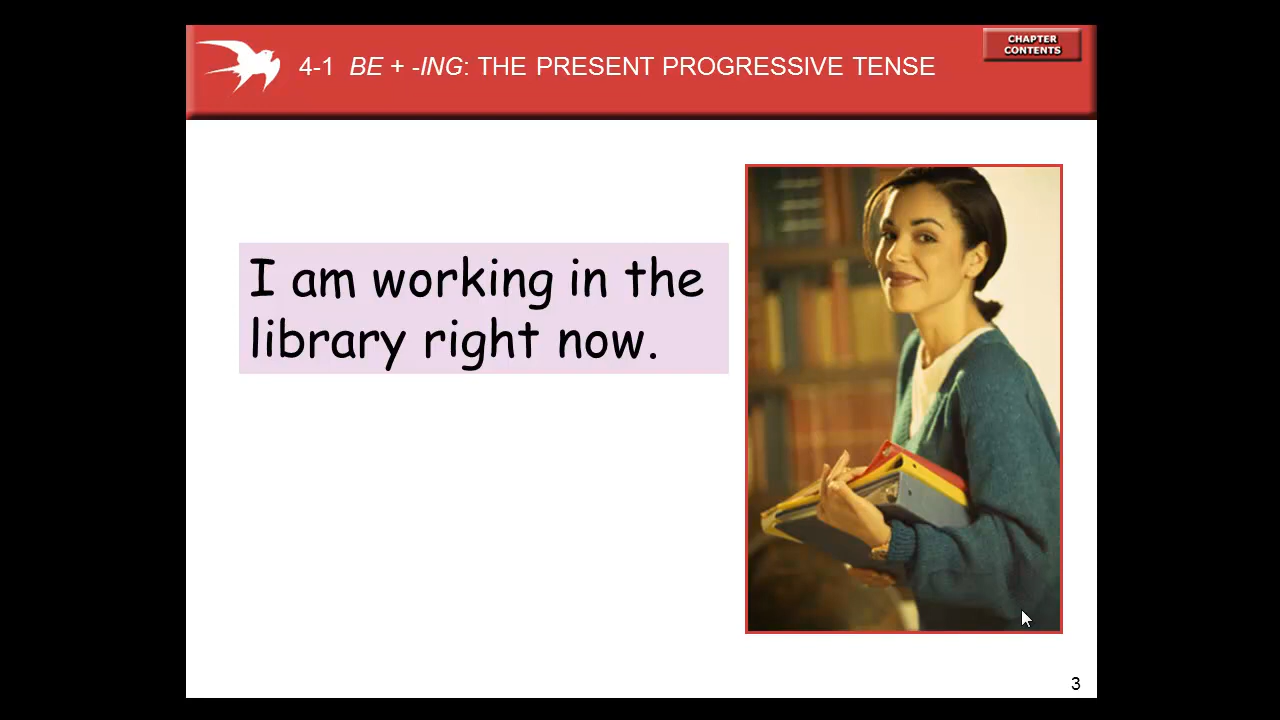 4-1 BE + -ING: THE PRESENT PROGRESSIVE TENSE
CHAPTER
CONTENTS
I am working in the
library right now.
3